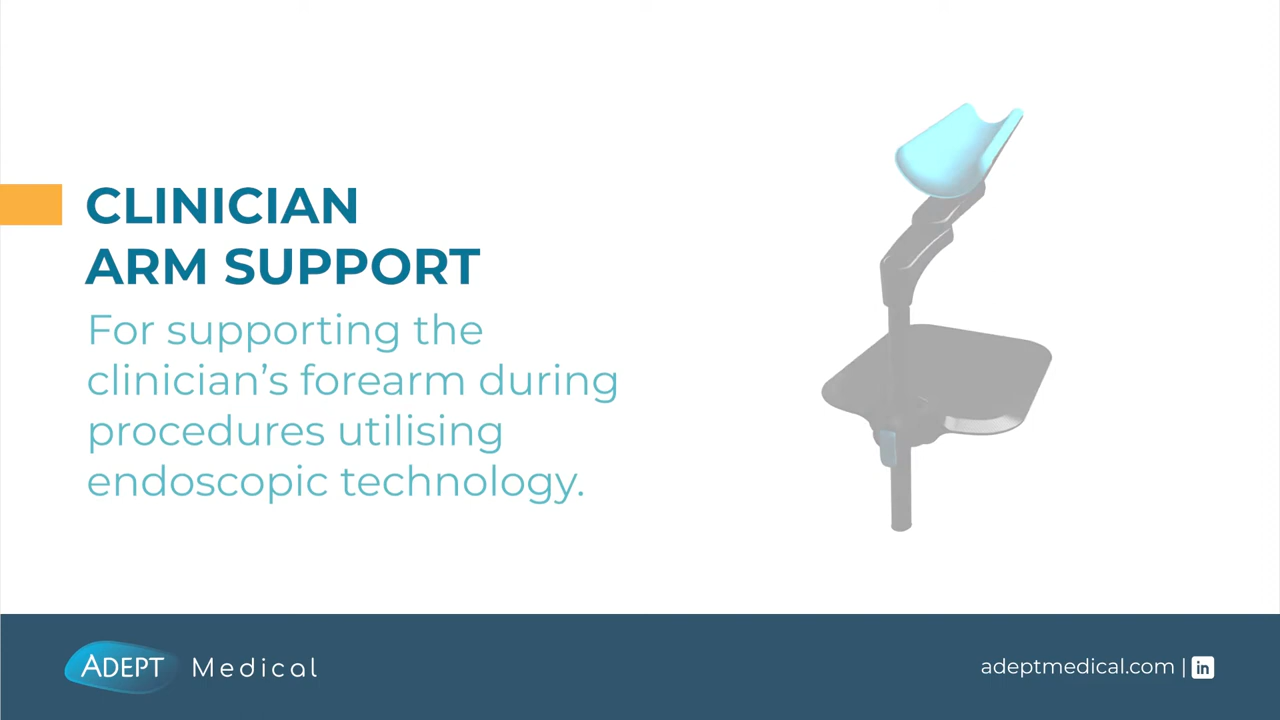 CLINICIAN
ARM SUPPORT
For supporting the
clinician’s forearm during
procedures utilising
endoscopic technology.
ADEPT Medical
adeptmedical.com | in